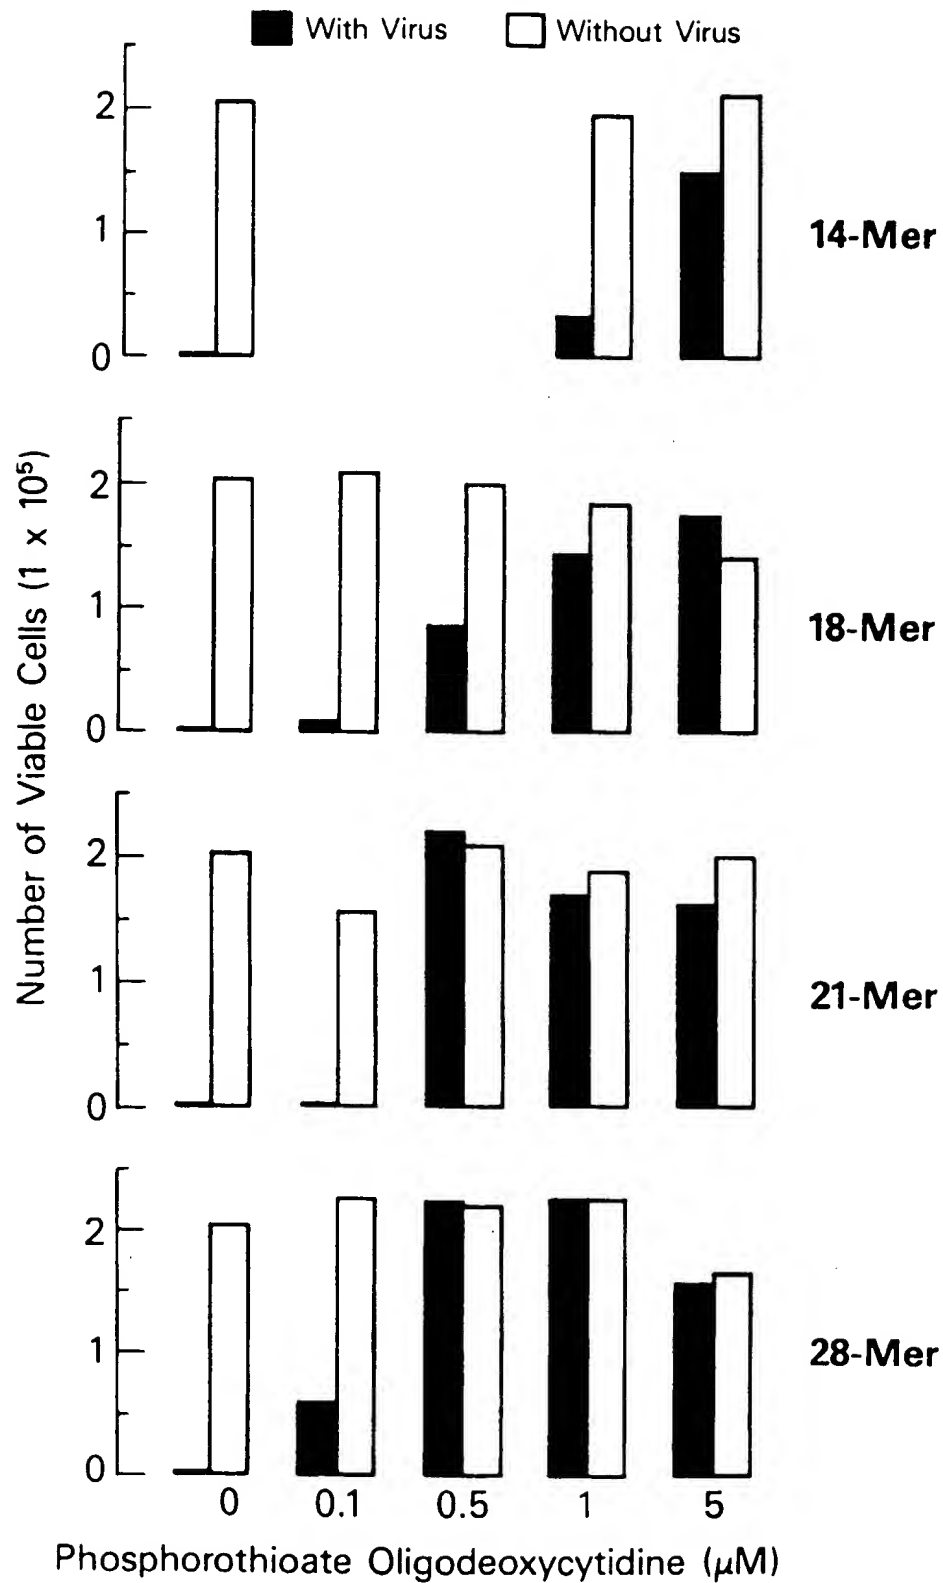 With Virus
Without Virus
2
1
0
14-Mer
2
1
0
18-Mer
2
1
0
21-Mer
2
1
0
28-Mer
Number of Viable Cells (1 x 10⁵)
0 0.1 0.5 1 5
Phosphorothioate Oligodeoxycytidine (μM)